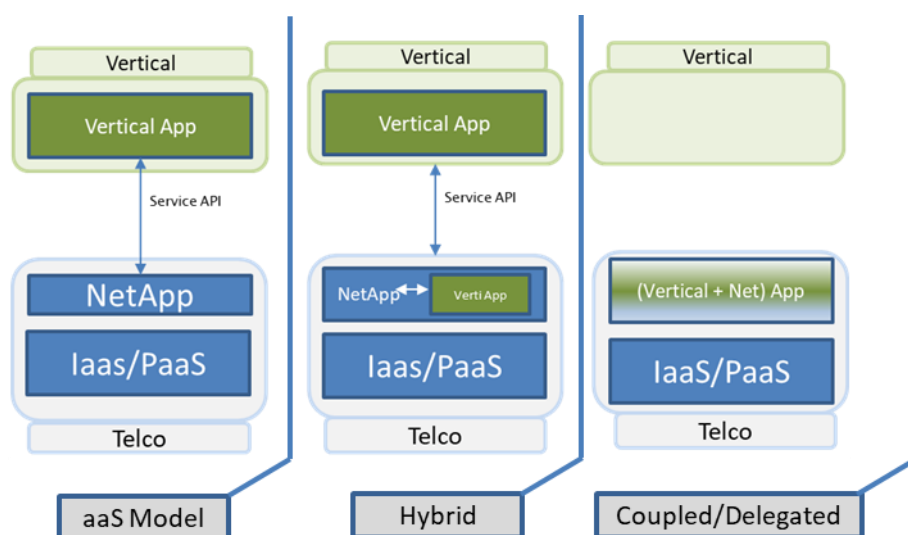 Vertical
Vertical App
Service API
NetApp
Iaas/PaaS
Telco
aaS Model
Vertical
Vertical App
Service API
NetApp
Verti App
Iaas/PaaS
Telco
Hybrid
Vertical
(Vertical + Net) App
IaaS/PaaS
Telco
Coupled/Delegated